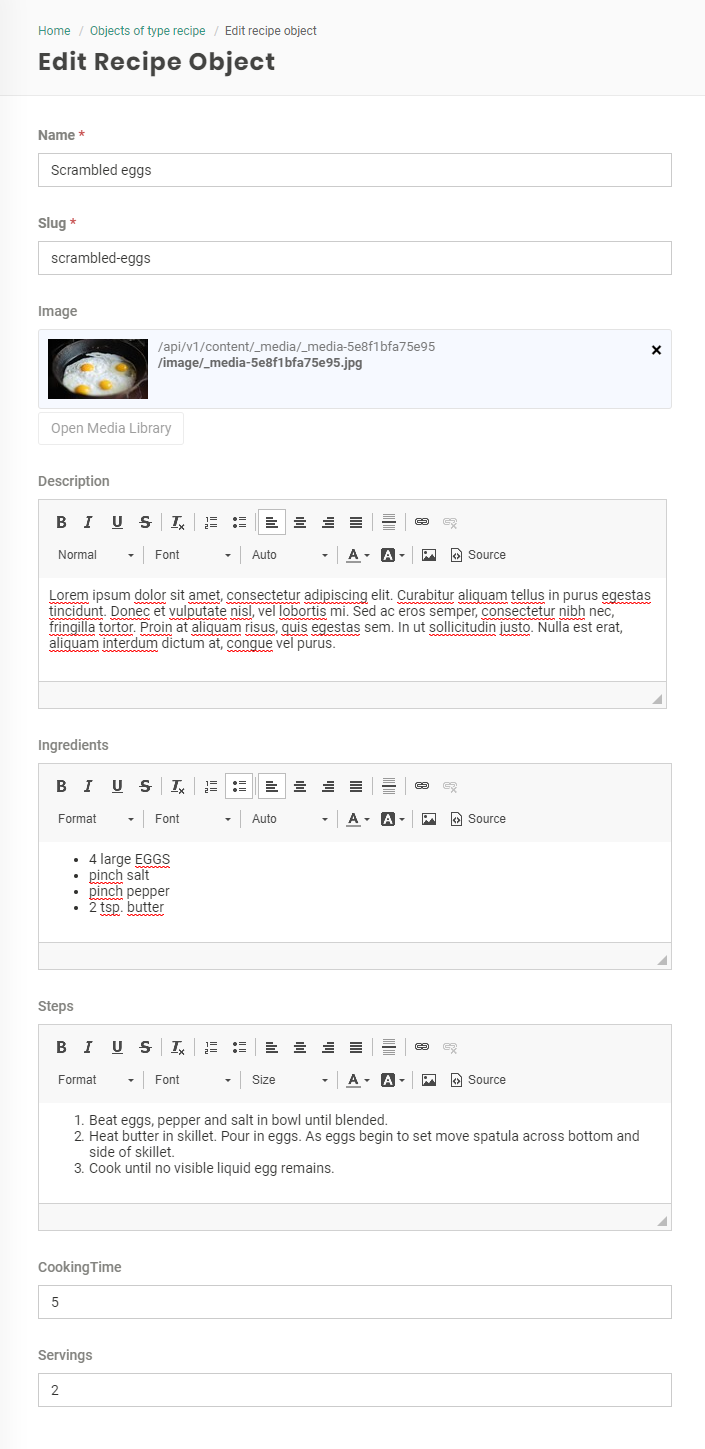 Home / Objects of type recipe / Edit recipe object
Edit Recipe Object
Name *
Scrambled eggs
Slug *
scrambled-eggs
Image
/api/v1/content/_media/_media-5e8f1bfa75e95
/image/_media-5e8f1bfa75e95.jpg
Open Media Library
Description
B I U S Tx
Normal Font Auto A A Source
Lorem ipsum dolor sit amet, consectetur adipiscing elit. Curabitur aliquam tellus in purus egestas
tincidunt. Donec et vulputate nisl, vel lobortis mi. Sed ac eros semper, consectetur nibh nec,
fringilla tortor. Proin at aliquam risus, quis egestas sem. In ut sollicitudin justo. Nulla est erat,
aliquam interdum dictum at, congue vel purus.
Ingredients
B I U S Tx
Format Font Auto A A Source
• 4 large EGGS
• pinch salt
• pinch pepper
• 2 tsp. butter
Steps
B I U S Tx
Format Font Size A A Source
1. Beat eggs, pepper and salt in bowl until blended.
2. Heat butter in skillet. Pour in eggs. As eggs begin to set move spatula across bottom and
side of skillet.
3. Cook until no visible liquid egg remains.
CookingTime
5
Servings
2